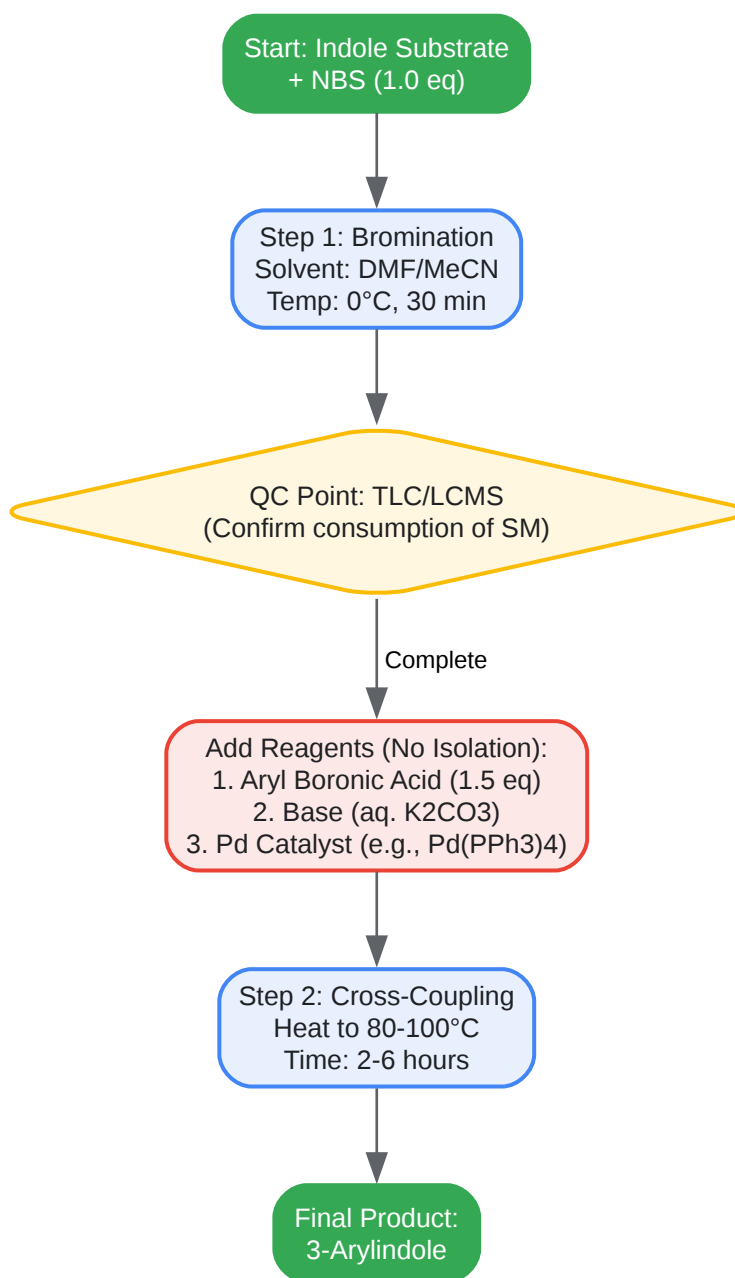 Start: Indole Substrate
+ NBS (1.0 eq)
Step 1: Bromination
Solvent: DMF/MeCN
Temp: 0°C, 30 min
QC Point: TLC/LCMS
(Confirm consumption of SM)
Complete
Add Reagents (No Isolation):
1. Aryl Boronic Acid (1.5 eq)
2. Base (aq. K2CO3)
3. Pd Catalyst (e.g., Pd(PPh3)4)
Step 2: Cross-Coupling
Heat to 80-100°C
Time: 2-6 hours
Final Product:
3-Arylindole